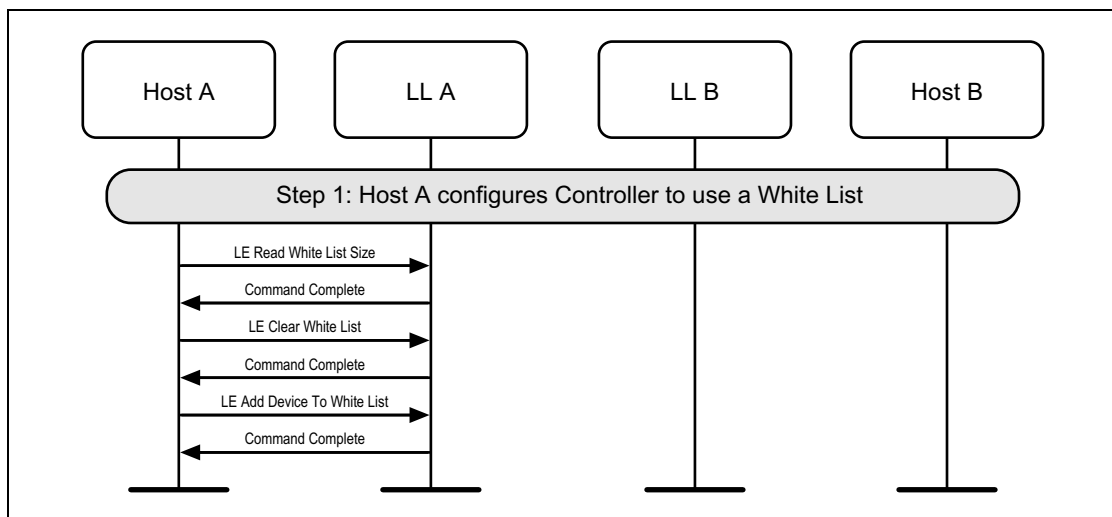 Host A
LL A
LL B
Host B
Step 1: Host A configures Controller to use a White List
LE Read White List Size
Command Complete
LE Clear White List
Command Complete
LE Add Device To White List
Command Complete